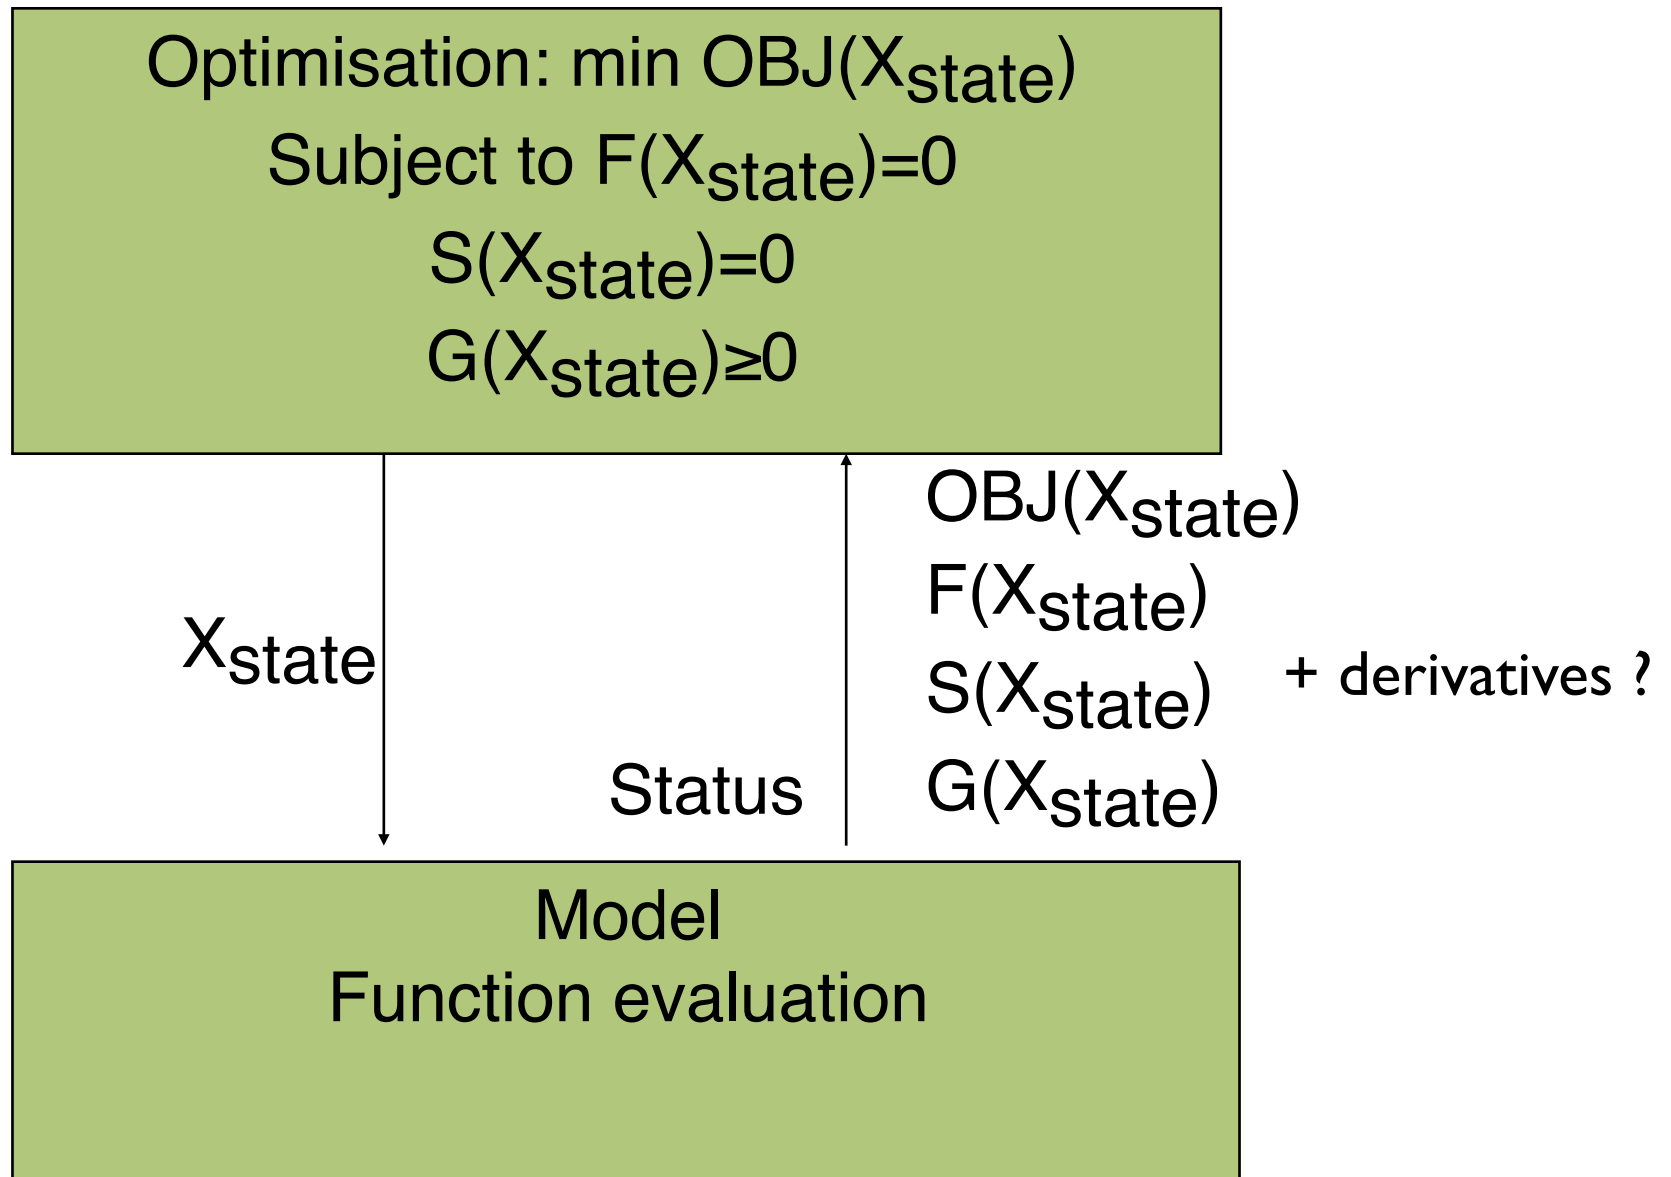 Optimisation: min OBJ(Xstate)
Subject to F(Xstate)=0
S(Xstate)=0
G(Xstate)≥0
Xstate
Status
OBJ(Xstate)
F(Xstate)
S(Xstate)
G(Xstate)
+ derivatives ?
Model
Function evaluation